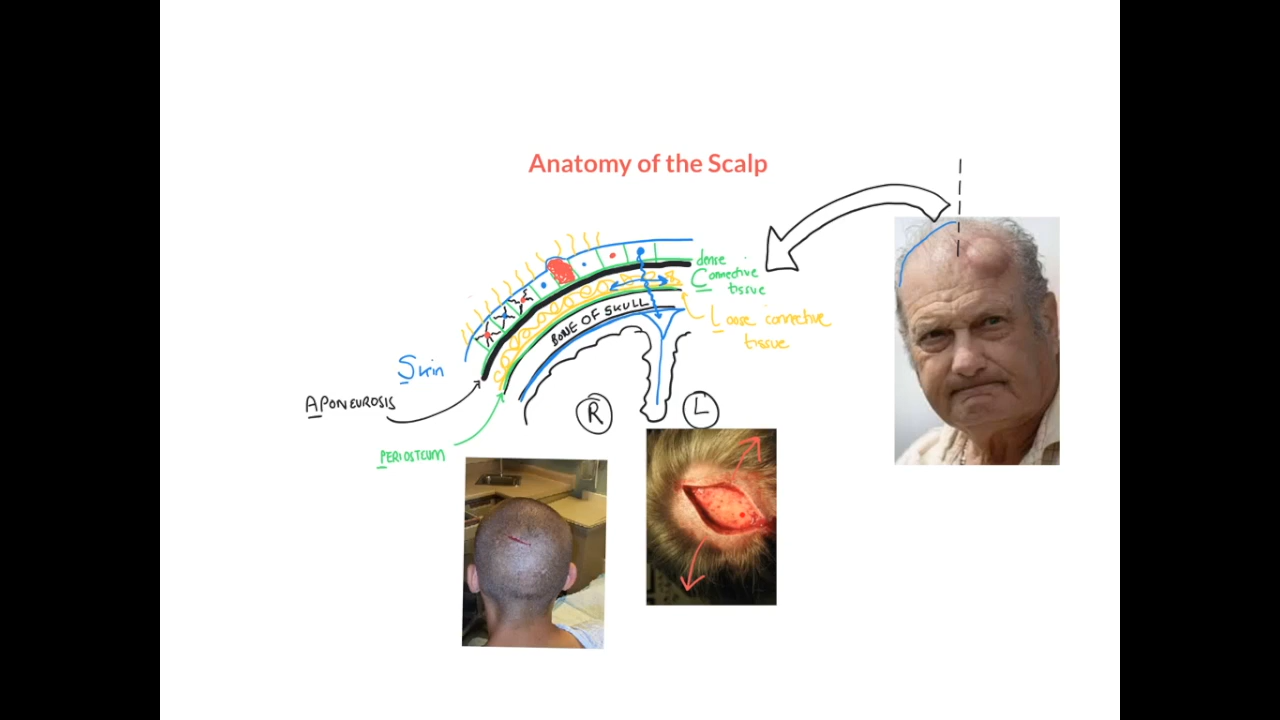 Anatomy of the Scalp
dense
Connective
tissue
Loose connective
tissue
BONE OF SKULL
Skin
APONEUROSIS
PERIOSTEUM
R
L